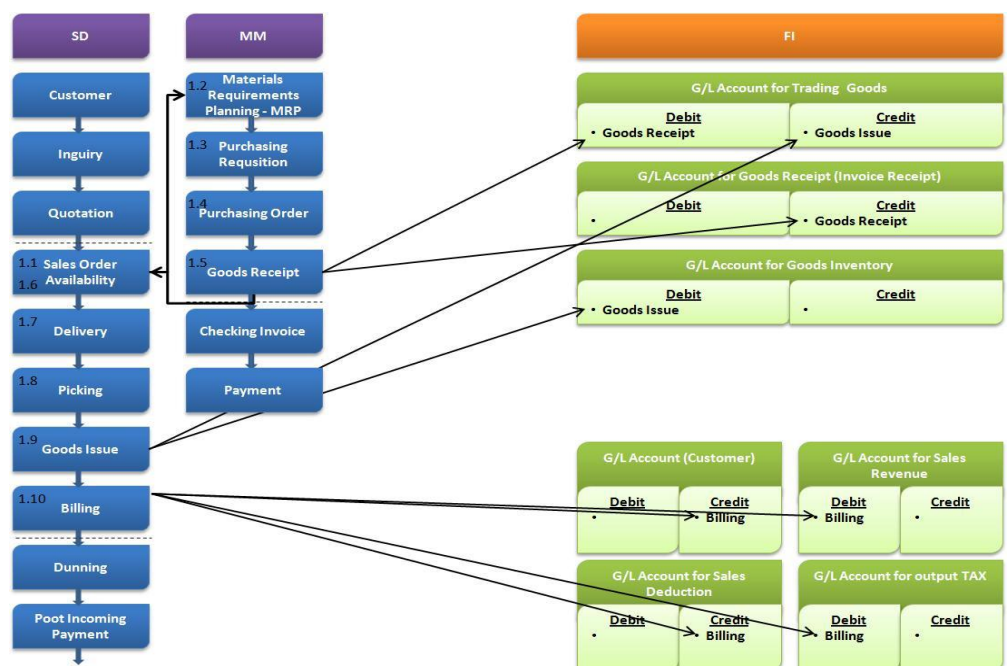 SD
MM
FI
Customer
Inguiry
Quotation
1.1 Sales Order
1.6 Availability
1.7 Delivery
1.8 Picking
1.9 Goods Issue
1.10 Billing
Dunning
Poot Incoming
Payment
1.2 Materials
Requirements
Planning - MRP
1.3 Purchasing
Requsition
1.4 Purchasing Order
1.5 Goods Receipt
Checking Invoice
Payment
G/L Account for Trading Goods
Debit
• Goods Receipt
Credit
• Goods Issue
G/L Account for Goods Receipt (Invoice Receipt)
Debit
•
Credit
• Goods Receipt
G/L Account for Goods Inventory
Debit
• Goods Issue
Credit
•
G/L Account (Customer)
Debit
•
Credit
• Billing
G/L Account for Sales
Revenue
Debit
• Billing
Credit
•
G/L Account for Sales
Deduction
Debit
•
Credit
• Billing
G/L Account for output TAX
Debit
• Billing
Credit
•